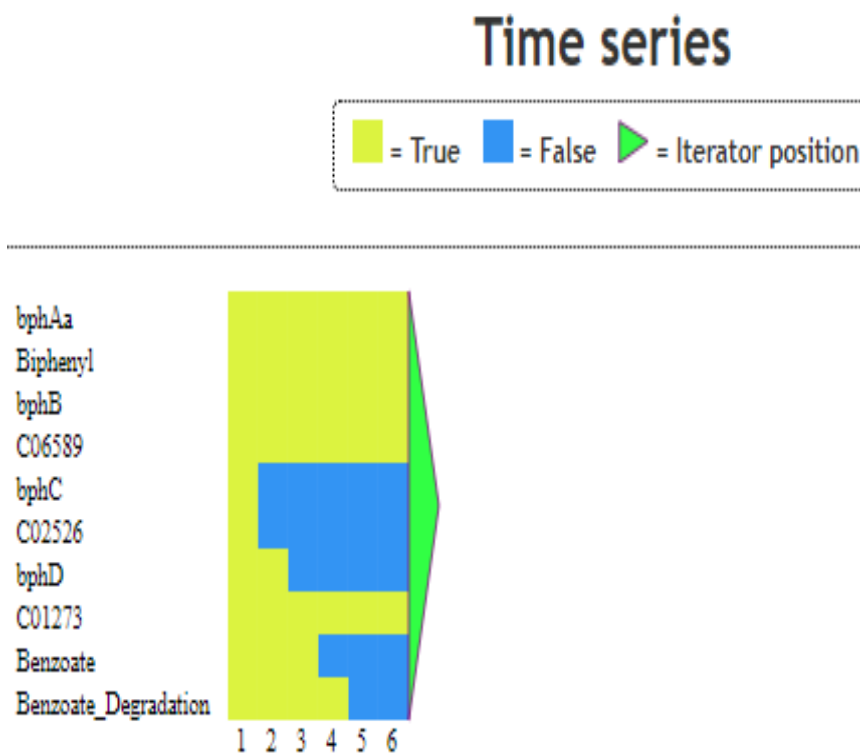 Time series
= True = False = Iterator position
bphAa
Biphenyl
bphB
C06589
bphC
C02526
bphD
C01273
Benzoate
Benzoate_Degradation
1 2 3 4 5 6